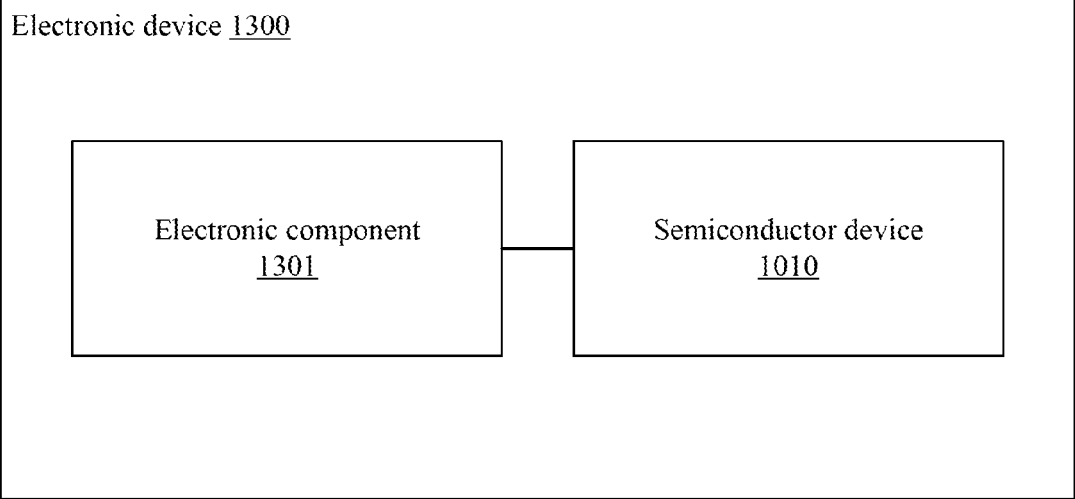 Electronic device 1300
Electronic component
1301
Semiconductor device
1010